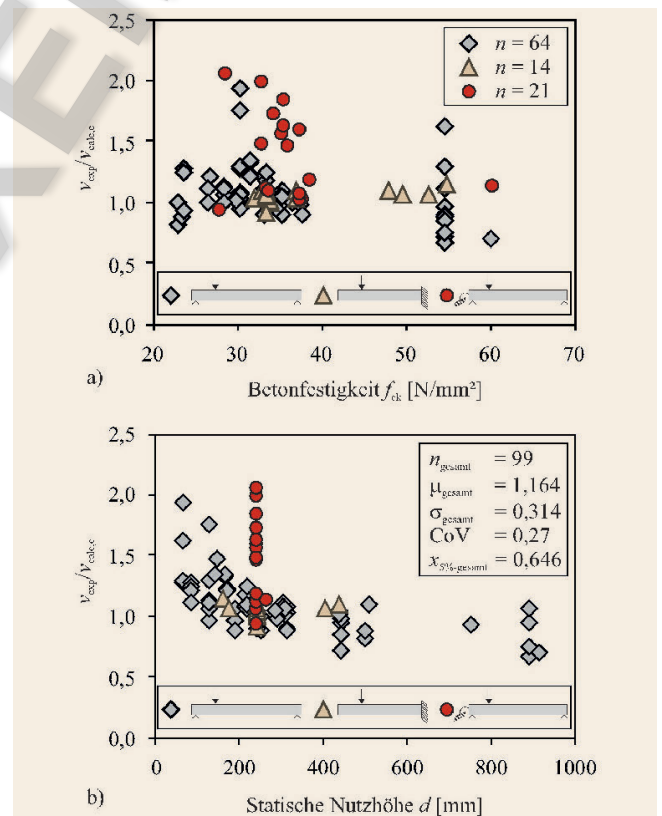 2,5
2,0
1,5
1,0
0,5
0,0
v_exp/v_calc,c
n = 64
n = 14
n = 21
20 30 40 50 60 70
a)
Betonfestigkeit f_ck [N/mm²]
2,5
2,0
1,5
1,0
0,5
0,0
v_exp/v_calc,c
n_gesamt = 99
μ_gesamt = 1,164
σ_gesamt = 0,314
CoV = 0,27
x_5%-gesamt = 0,646
0 200 400 600 800 1000
b)
Statische Nutzhöhe d [mm]